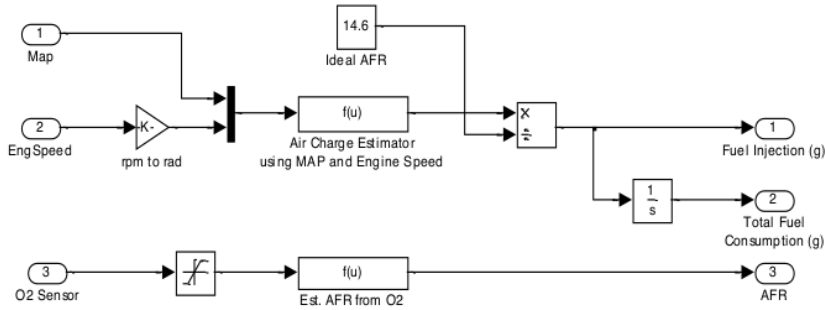 1
Map
14.6
Ideal AFR
2
EngSpeed
-K-
rpm to rad
f(u)
Air Charge Estimator
using MAP and Engine Speed
×
÷
1
Fuel Injection (g)
1
s
2
Total Fuel
Consumption (g)
3
O2 Sensor
f(u)
Est. AFR from O2
3
AFR